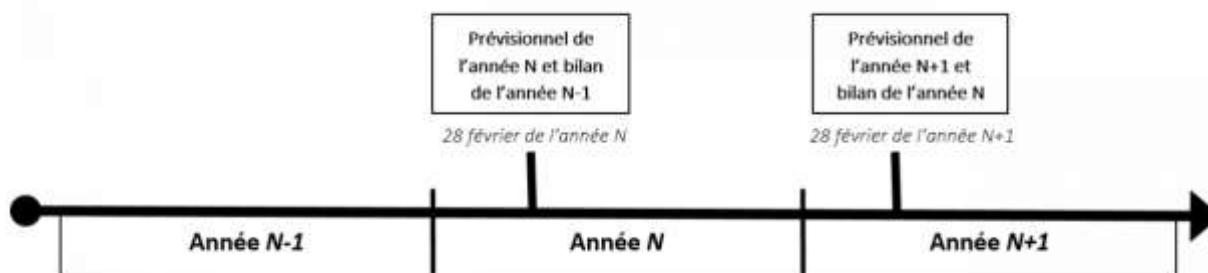 Prévisionnel de
l'année N et bilan
de l'année N-1
28 février de l'année N
Prévisionnel de
l'année N+1 et
bilan de l'année N
28 février de l'année N+1
Année N-1
Année N
Année N+1